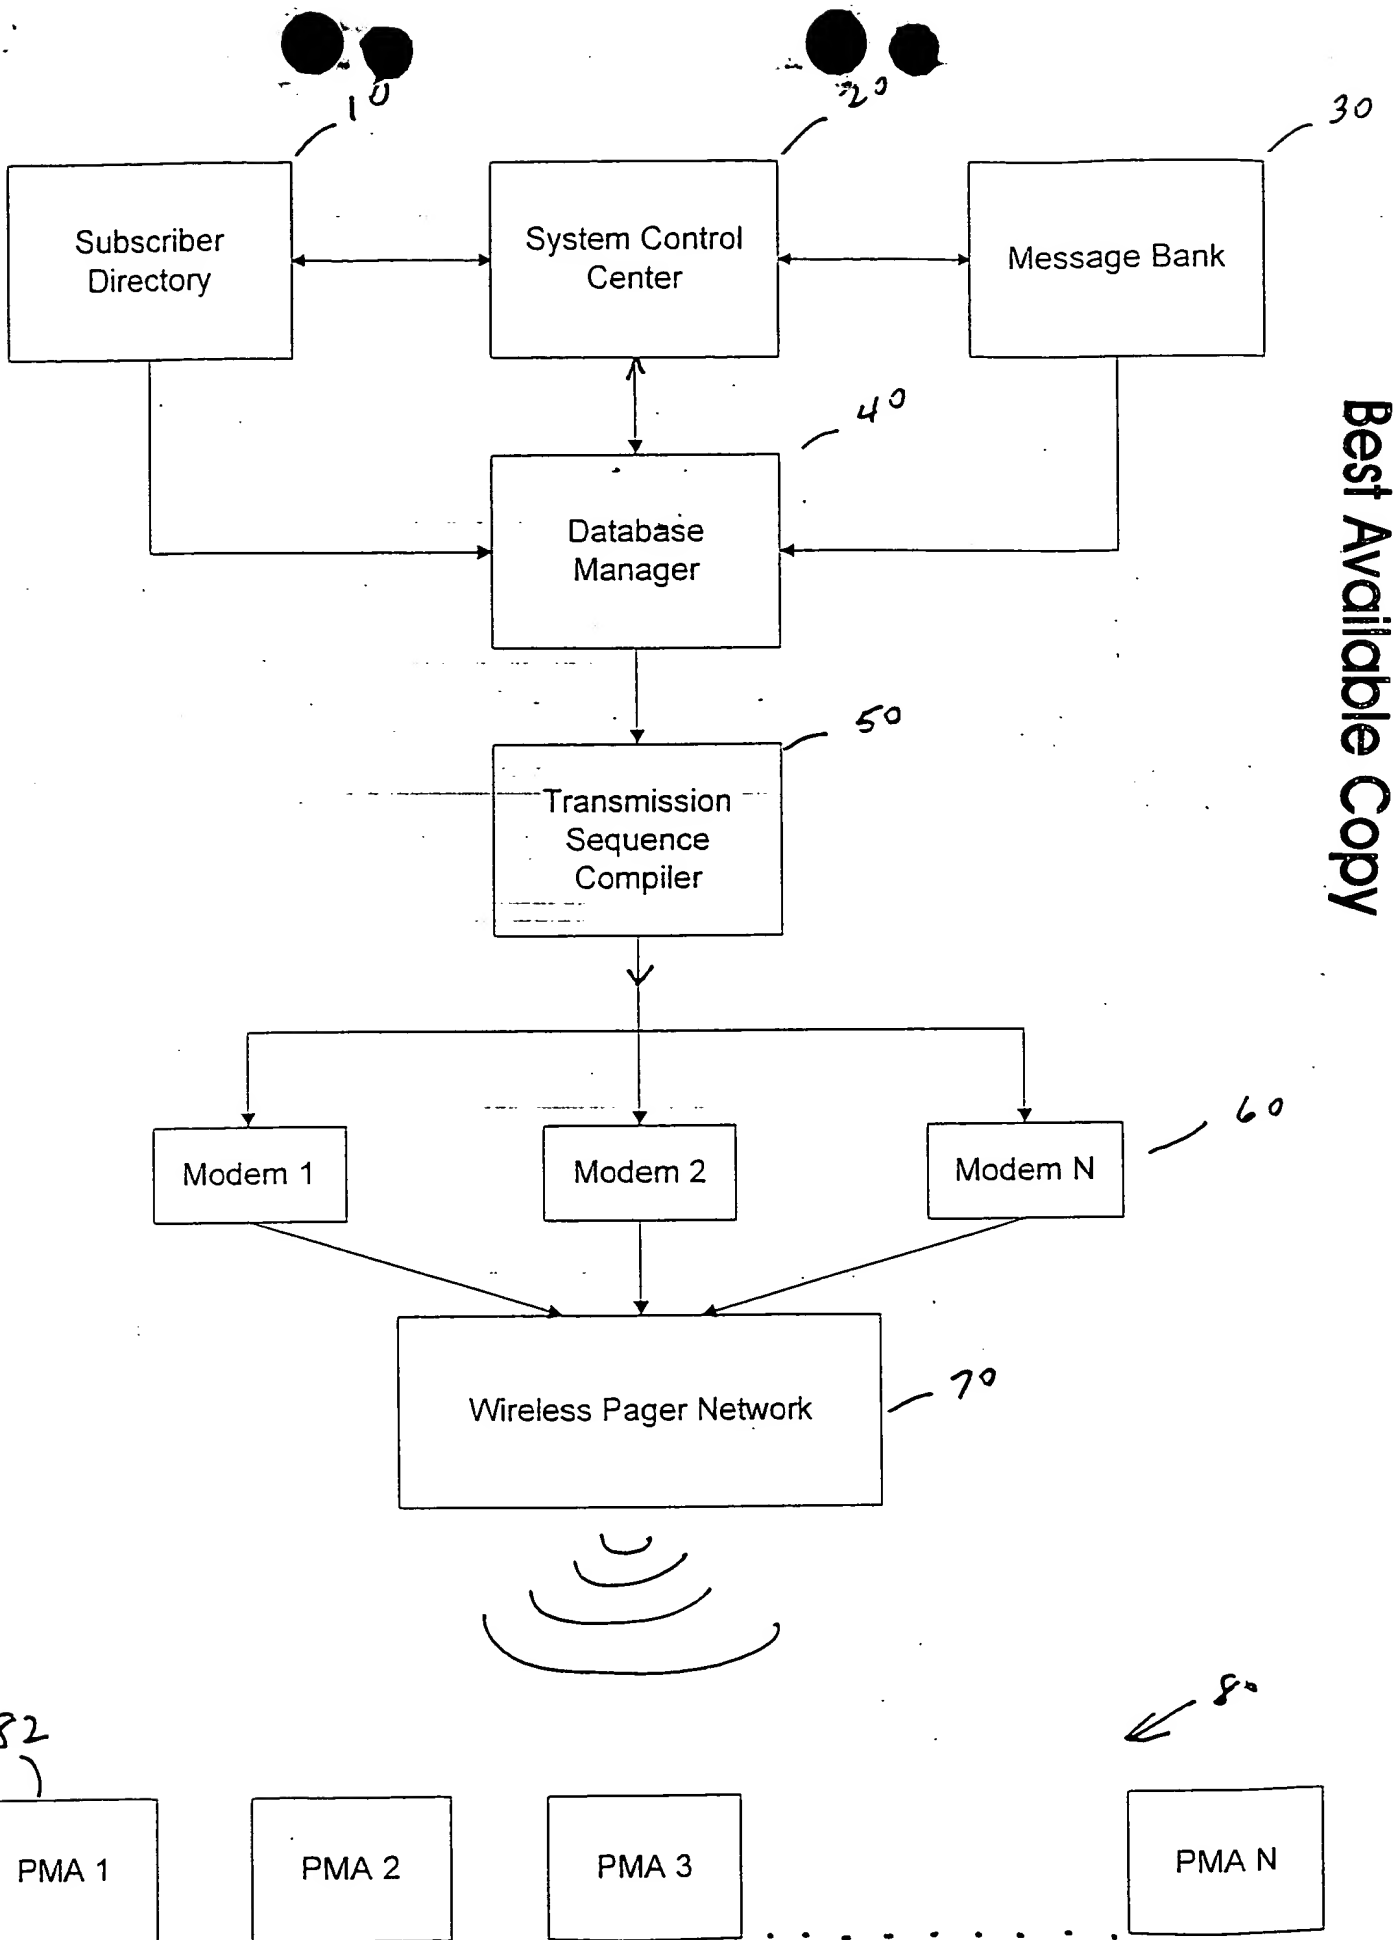 10
20
30
Subscriber
Directory
System Control
Center
Message Bank
40
Database
Manager
Best Available Copy
50
Transmission
Sequence
Compiler
60
Modem 1
Modem 2
Modem N
70
Wireless Pager Network
80
82
PMA 1
PMA 2
PMA 3
PMA N